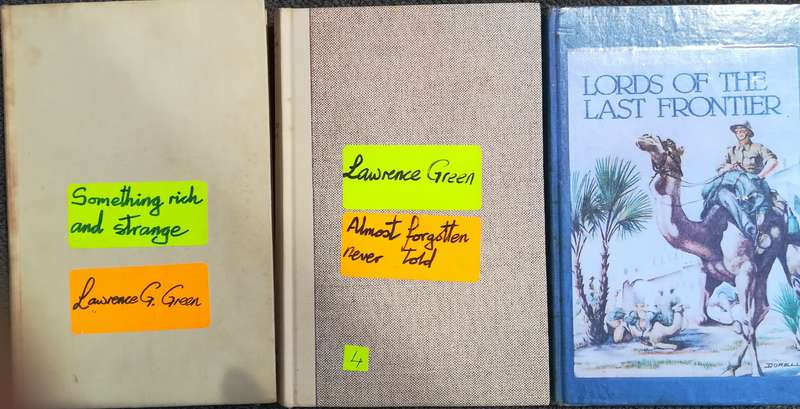 Something rich
and strange
Lawrence G. Green
Lawrence Green
Almost forgotten
never told
4
LORDS OF THE
LAST FRONTIER